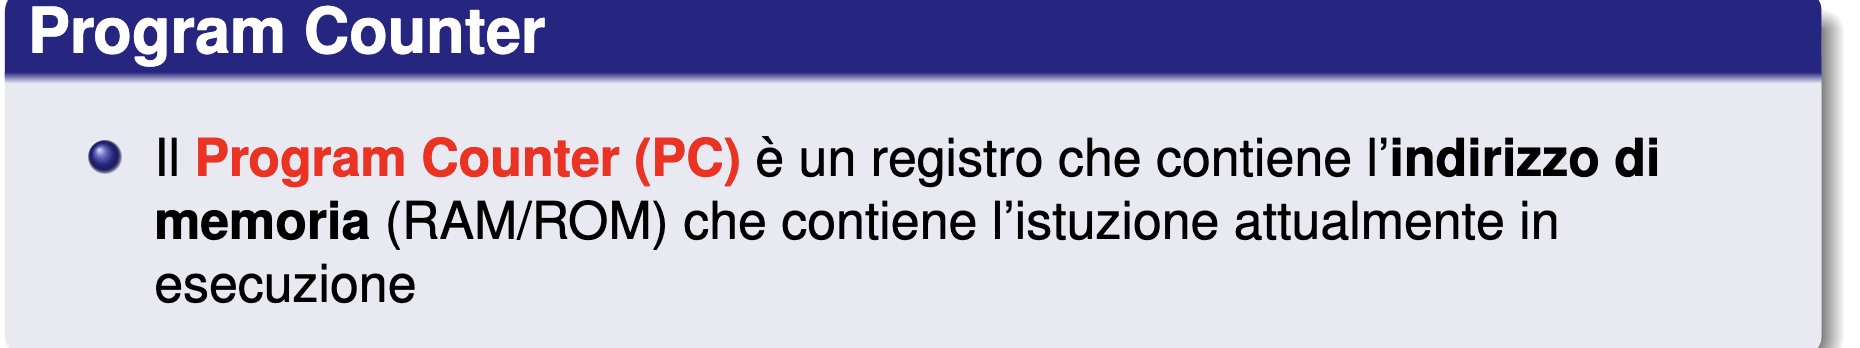 Program Counter
Il Program Counter (PC) è un registro che contiene l'indirizzo di
memoria (RAM/ROM) che contiene l'istuzione attualmente in
esecuzione